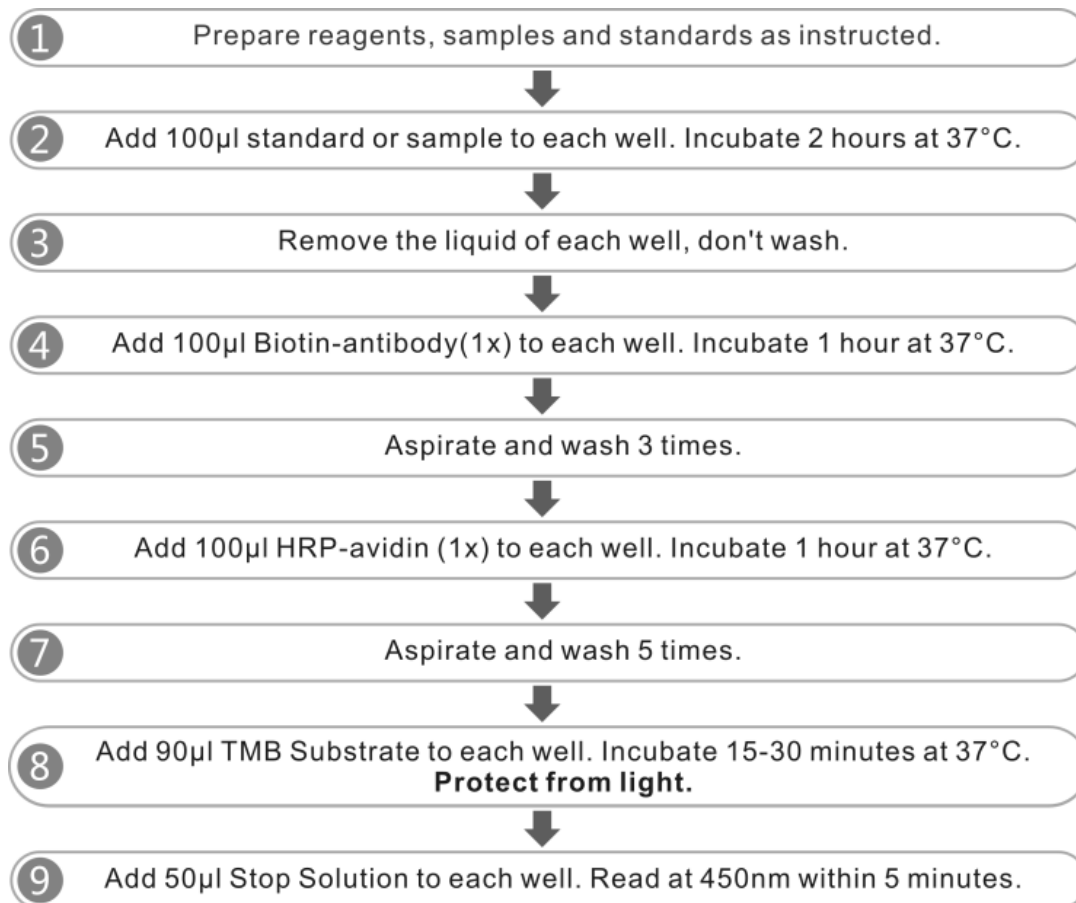 1 Prepare reagents, samples and standards as instructed.
2 Add 100µl standard or sample to each well. Incubate 2 hours at 37°C.
3 Remove the liquid of each well, don't wash.
4 Add 100µl Biotin-antibody(1x) to each well. Incubate 1 hour at 37°C.
5 Aspirate and wash 3 times.
6 Add 100µl HRP-avidin (1x) to each well. Incubate 1 hour at 37°C.
7 Aspirate and wash 5 times.
8 Add 90µl TMB Substrate to each well. Incubate 15-30 minutes at 37°C.
Protect from light.
9 Add 50µl Stop Solution to each well. Read at 450nm within 5 minutes.